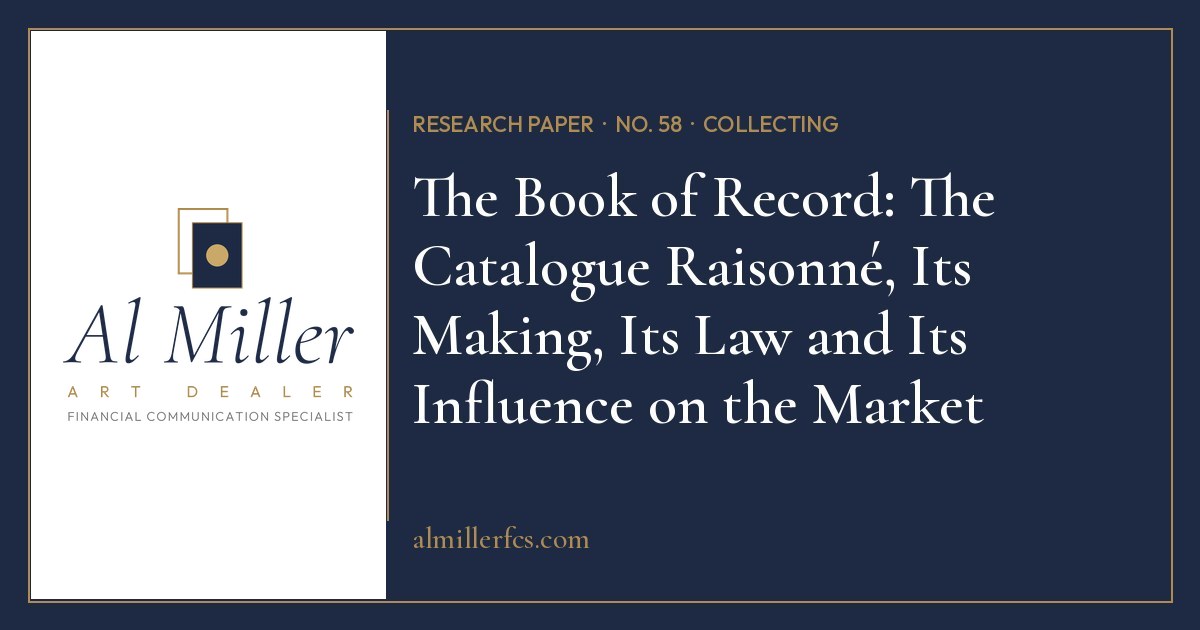 Al Miller
ART DEALER
FINANCIAL COMMUNICATION SPECIALIST
RESEARCH PAPER · NO. 58 · COLLECTING
The Book of Record: The
Catalogue Raisonné, Its
Making, Its Law and Its
Influence on the Market
almillerfcs.com